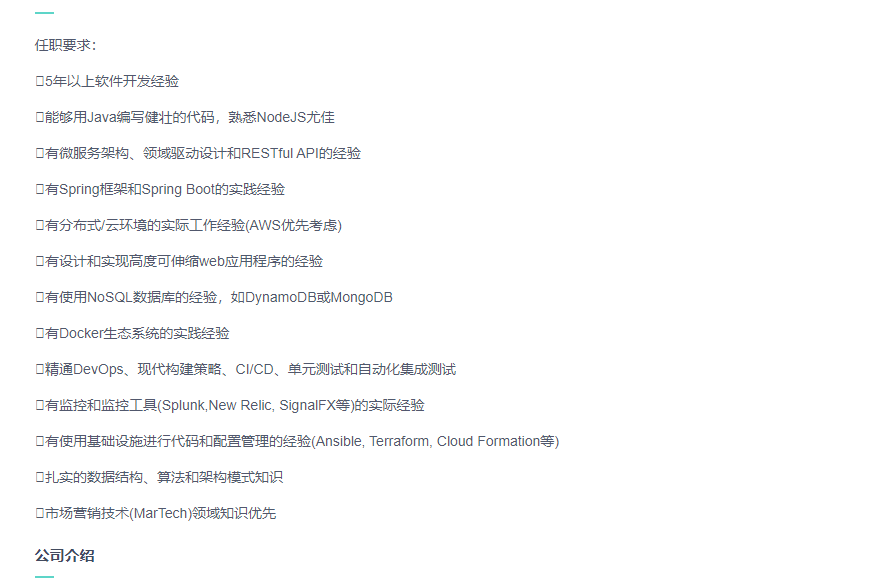 任职要求：
▯5年以上软件开发经验
▯能够用Java编写健壮的代码，熟悉NodeJS尤佳
▯有微服务架构、领域驱动设计和RESTful API的经验
▯有Spring框架和Spring Boot的实践经验
▯有分布式/云环境的实际工作经验(AWS优先考虑)
▯有设计和实现高度可伸缩web应用程序的经验
▯有使用NoSQL数据库的经验，如DynamoDB或MongoDB
▯有Docker生态系统的实践经验
▯精通DevOps、现代构建策略、CI/CD、单元测试和自动化集成测试
▯有监控和监控工具(Splunk,New Relic, SignalFX等)的实际经验
▯有使用基础设施进行代码和配置管理的经验(Ansible, Terraform, Cloud Formation等)
▯扎实的数据结构、算法和架构模式知识
▯市场营销技术(MarTech)领域知识优先
公司介绍